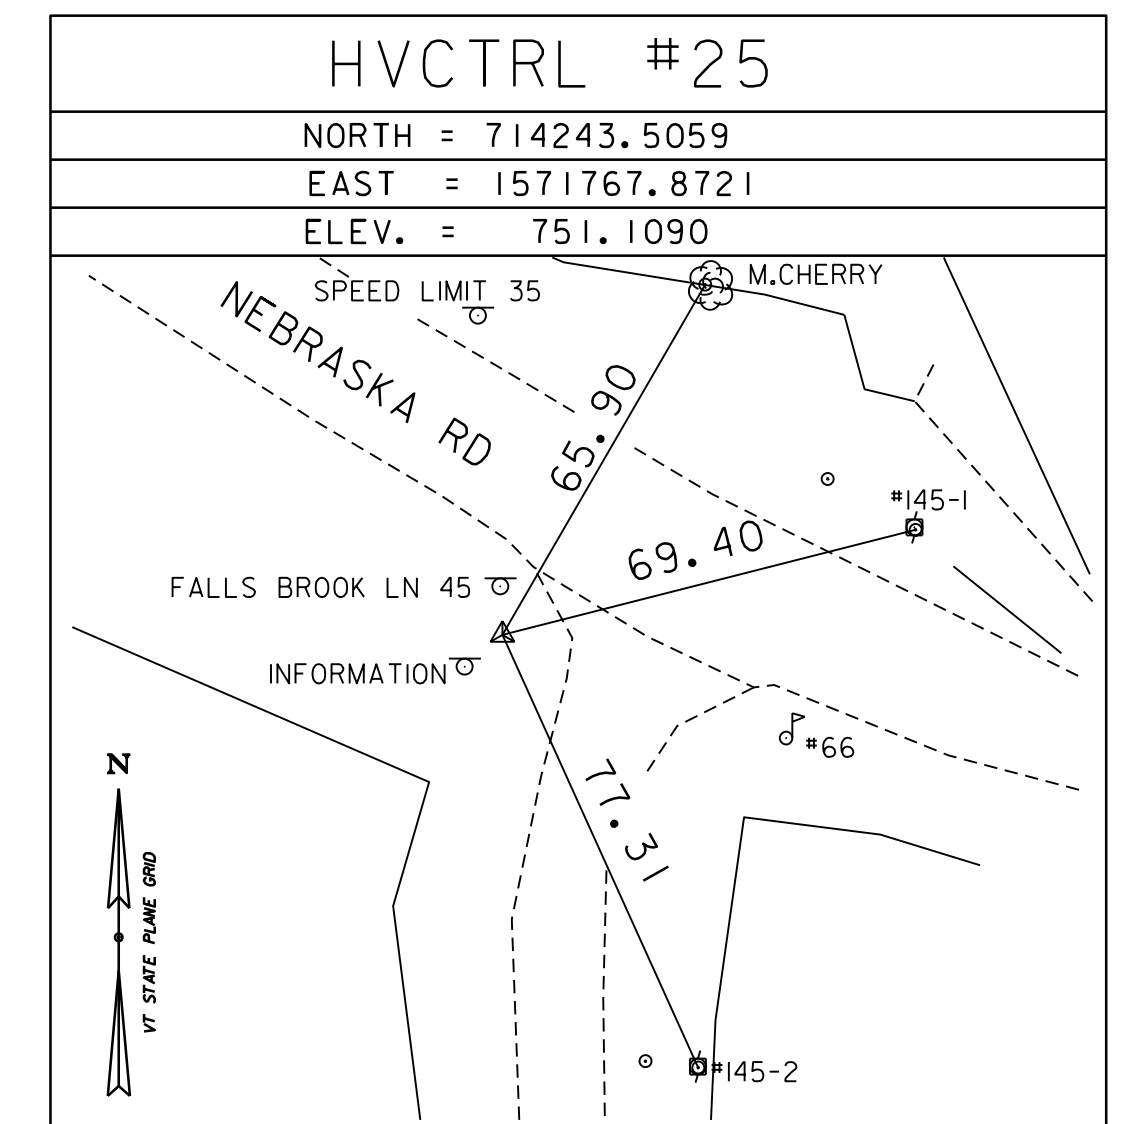 HVCTRL #25
NORTH = 714243.5059
EAST = 1571767.8721
ELEV. = 751.1090
M.CHERRY
SPEED LIMIT 35
NEBRASKA RD
65.90
#145-1
69.40
FALLS BROOK LN 45
INFORMATION
#66
N
77.31
VT STATE PLANE GRID
#145-2